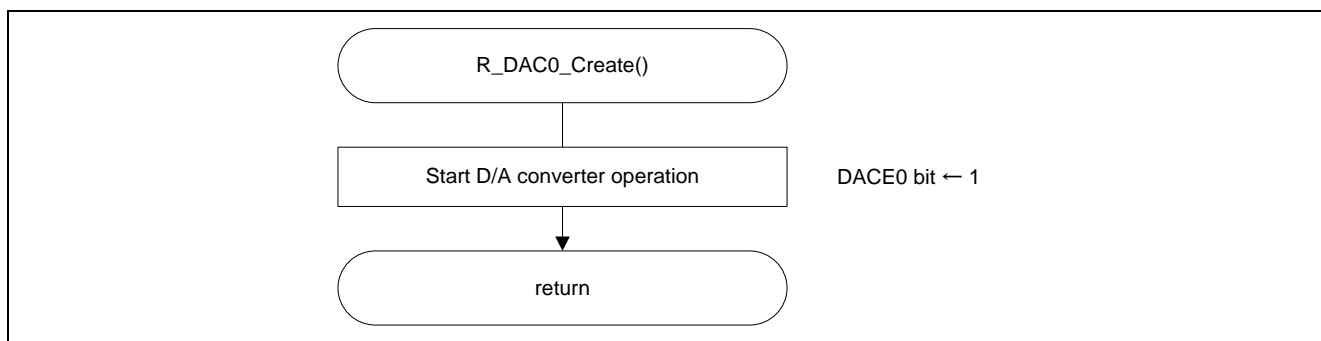 R_DAC0_Create()
Start D/A converter operation
DACE0 bit ← 1
return